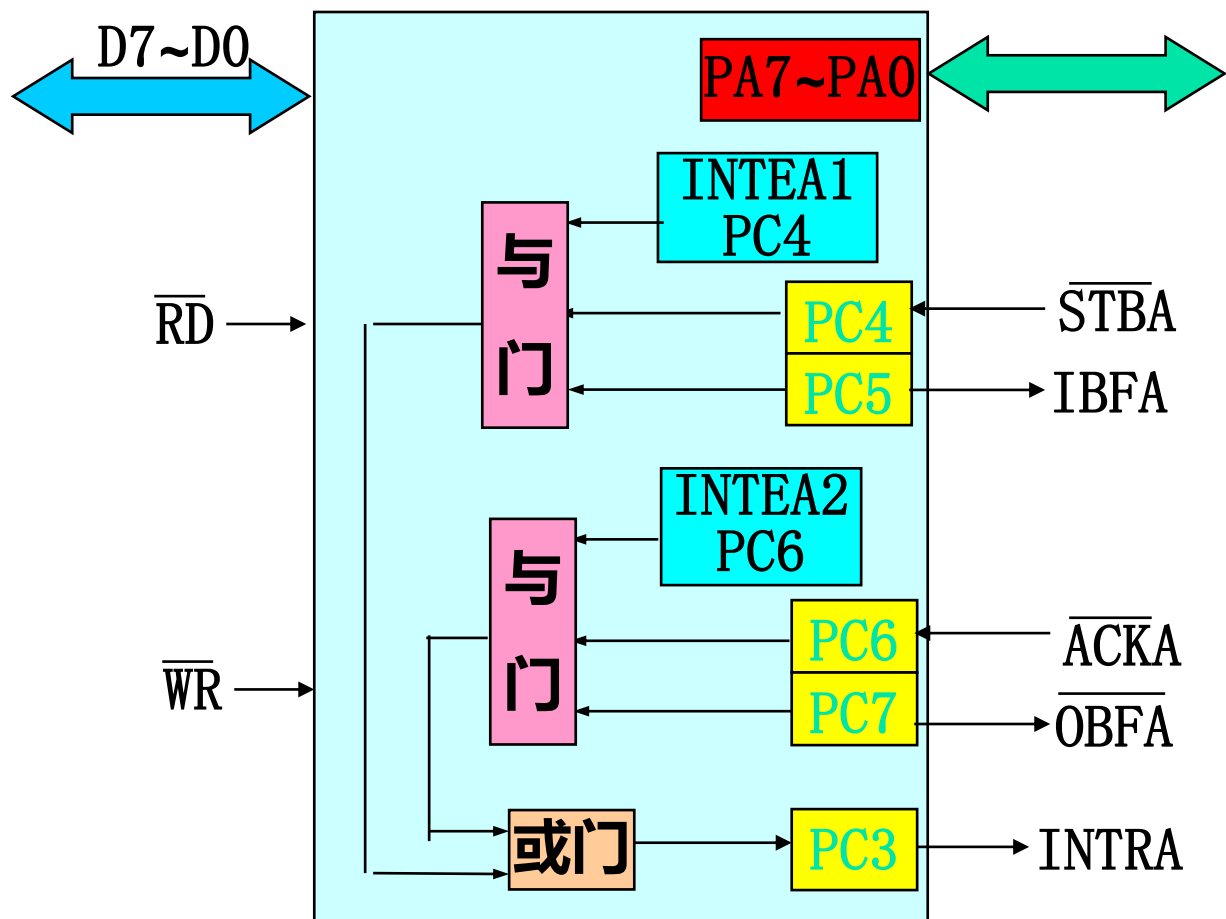 D7~D0
PA7~PA0
INTEA1
PC4
与
门
RD
PC4
STBA
PC5
IBFA
INTEA2
PC6
与
门
WR
PC6
ACKA
PC7
OBFA
或门
PC3
INTRA